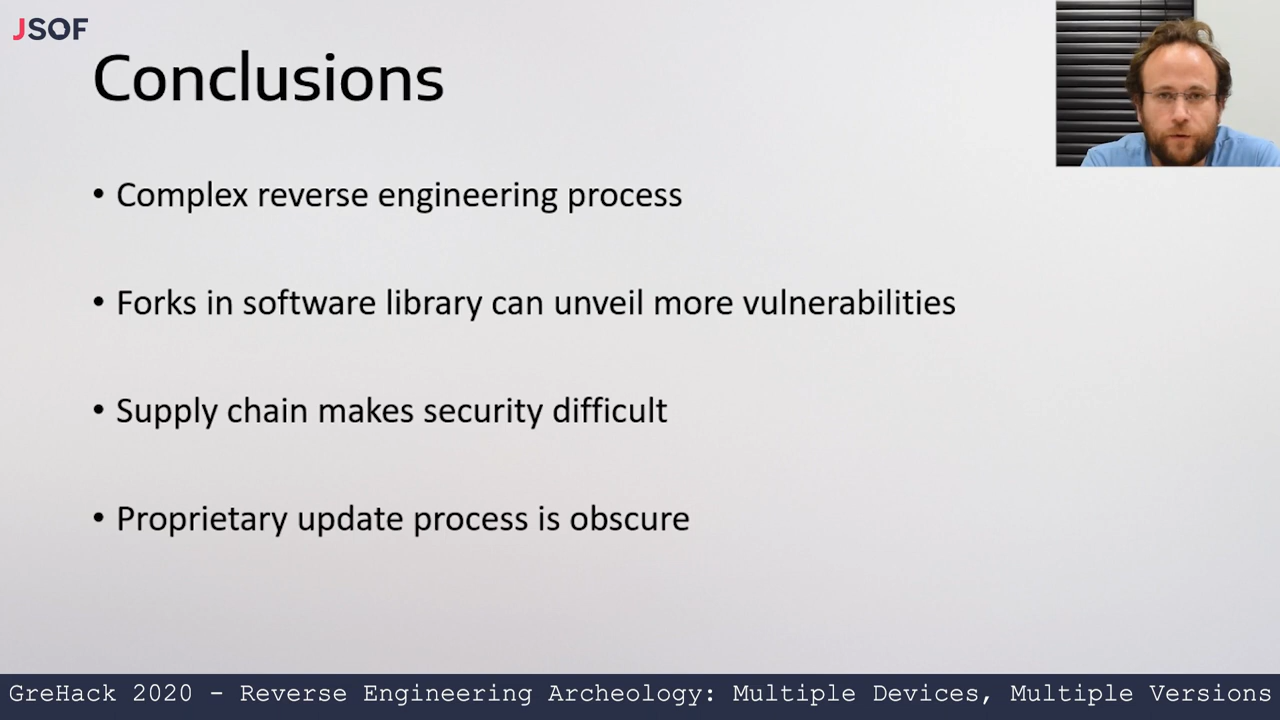 JSOF
Conclusions
• Complex reverse engineering process
• Forks in software library can unveil more vulnerabilities
• Supply chain makes security difficult
• Proprietary update process is obscure
GreHack 2020 - Reverse Engineering Archeology: Multiple Devices, Multiple Versions